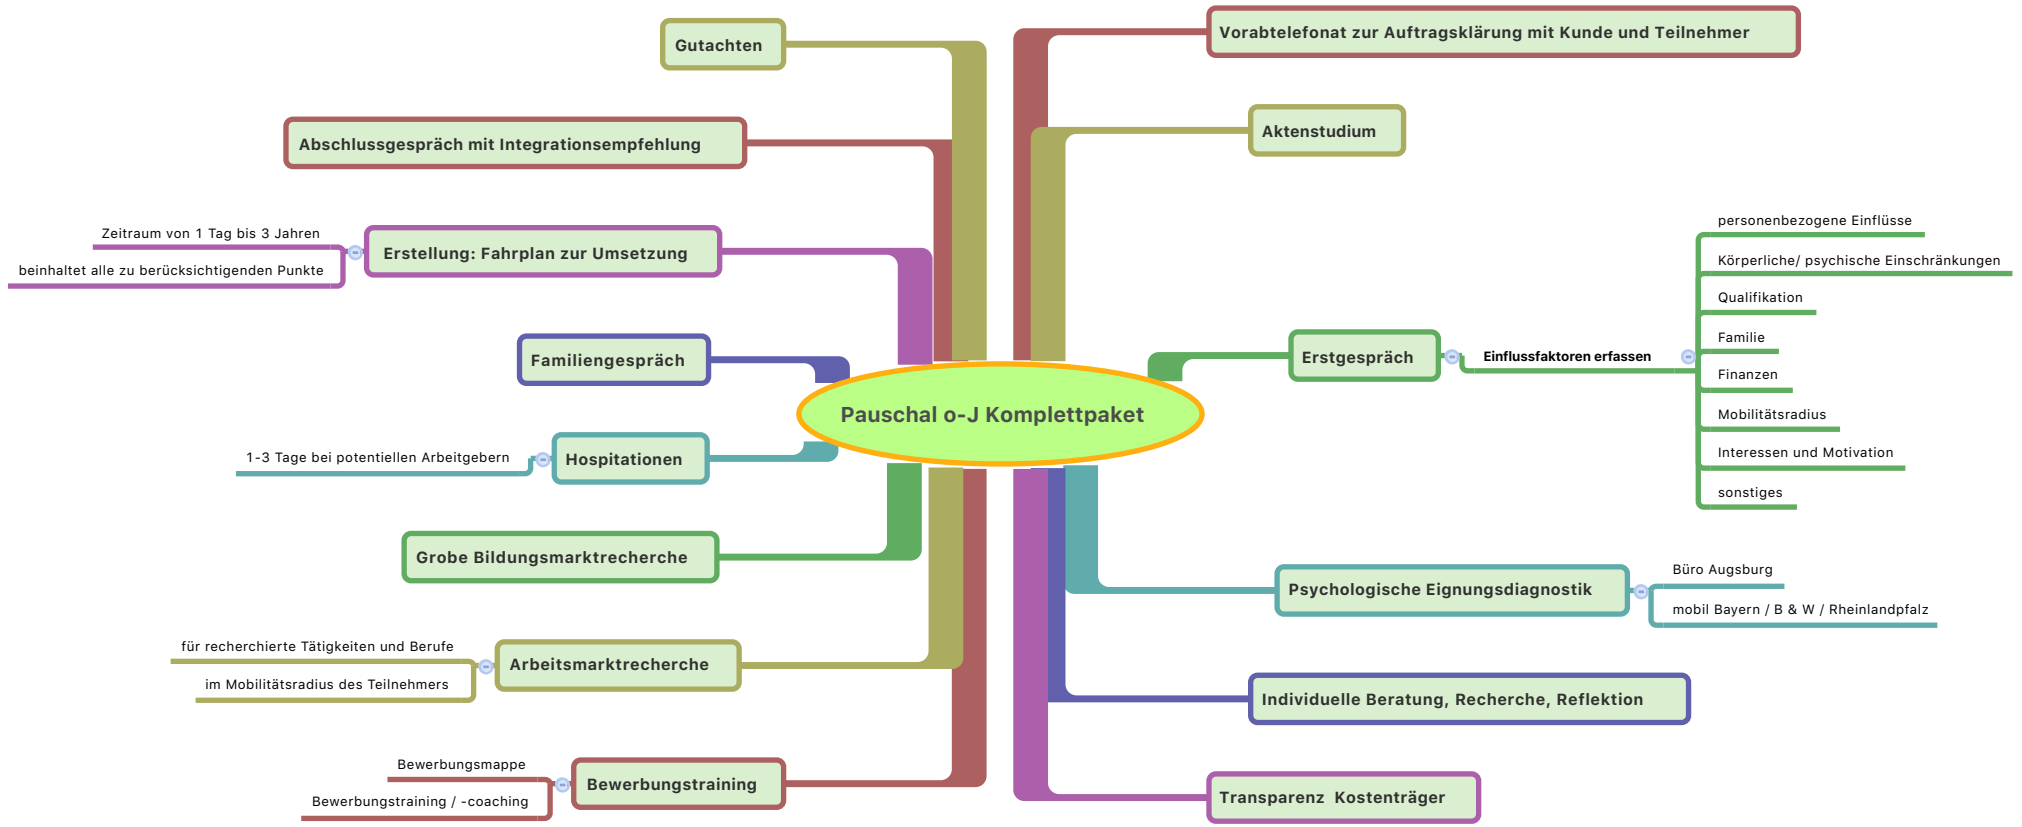 Pauschal o-J Komplettpaket
Vorabtelefonat zur Auftragsklärung mit Kunde und Teilnehmer
Aktenstudium
Erstgespräch
Einflussfaktoren erfassen
personenbezogene Einflüsse
Körperliche/ psychische Einschränkungen
Qualifikation
Familie
Finanzen
Mobilitätsradius
Interessen und Motivation
sonstiges
Psychologische Eignungsdiagnostik
Büro Augsburg
mobil Bayern / B & W / Rheinlandpfalz
Individuelle Beratung, Recherche, Reflektion
Transparenz  Kostenträger
Bewerbungstraining
Bewerbungsmappe
Bewerbungstraining / -coaching
Arbeitsmarktrecherche
für recherchierte Tätigkeiten und Berufe
im Mobilitätsradius des Teilnehmers
Grobe Bildungsmarktrecherche
Hospitationen
1-3 Tage bei potentiellen Arbeitgebern
Familiengespräch
Erstellung: Fahrplan zur Umsetzung
Zeitraum von 1 Tag bis 3 Jahren
beinhaltet alle zu berücksichtigenden Punkte
Abschlussgespräch mit Integrationsempfehlung
Gutachten